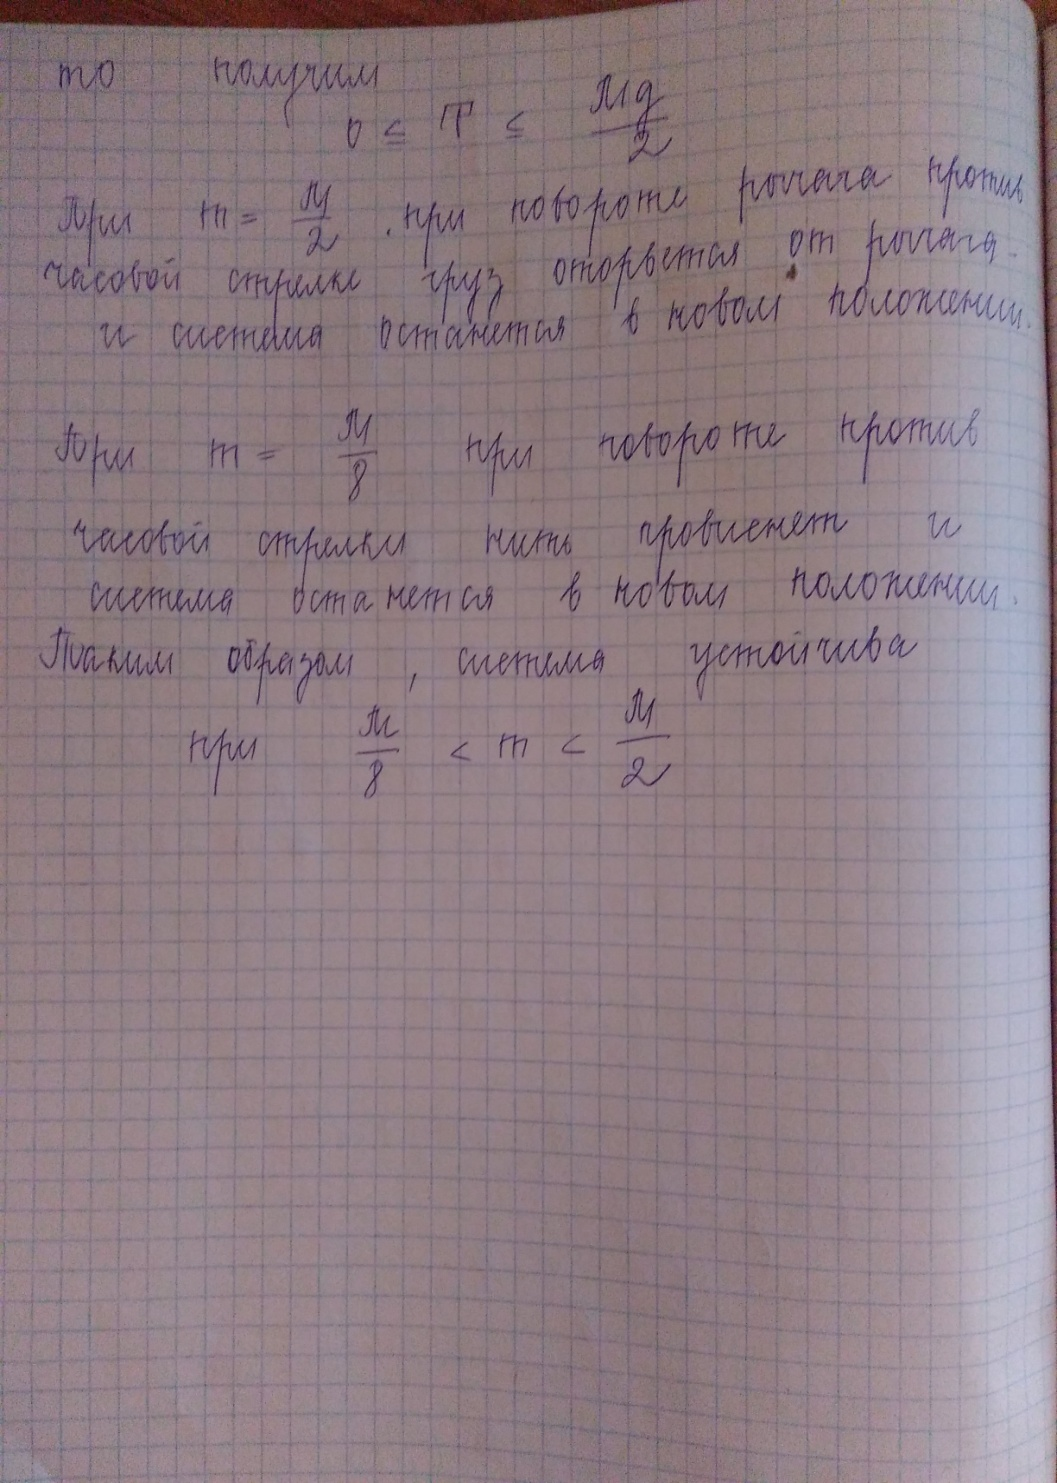 то получим
0 ≤ T ≤ Mg/2
При m = M/2 . при повороте рычага против
часовой стрелке груз оторвется от рычага.
и система останется в новом положении.
При m = M/8 при повороте против
часовой стрелки нить провиснет и
система останется в новом положении.
Таким образом , система устойчива
при M/8 < m < M/2